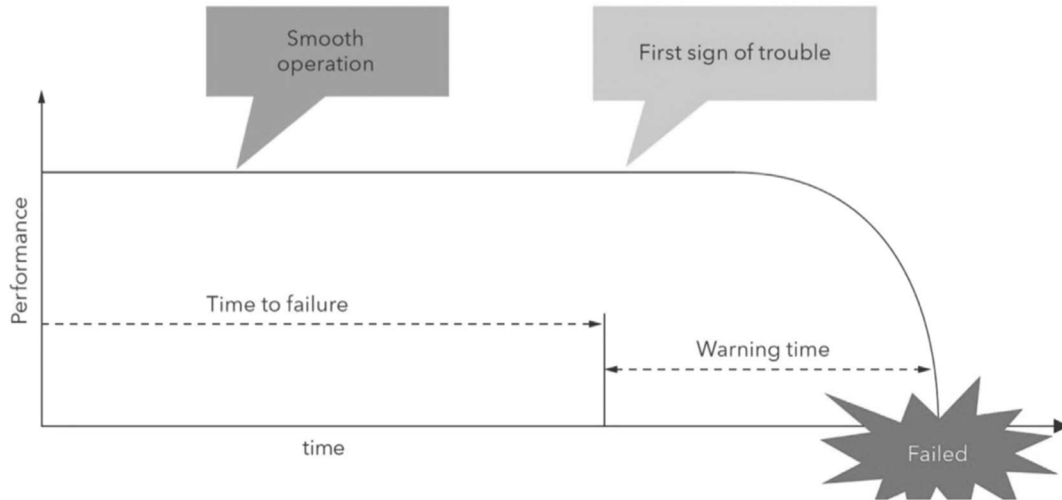 Smooth
operation
First sign of trouble
Performance
Time to failure
Warning time
time
Failed